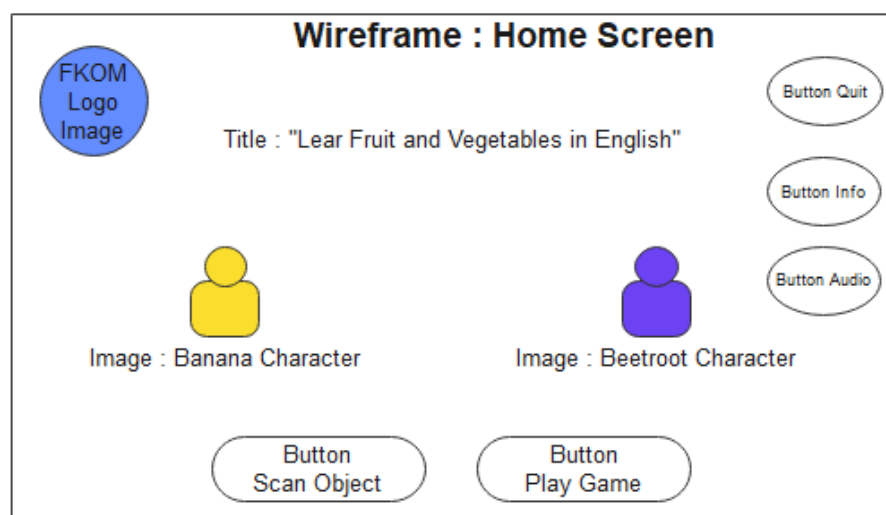 Wireframe : Home Screen
FKOM
Logo
Image
Button Quit
Title : "Lear Fruit and Vegetables in English"
Button Info
Button Audio
Image : Banana Character
Image : Beetroot Character
Button
Scan Object
Button
Play Game